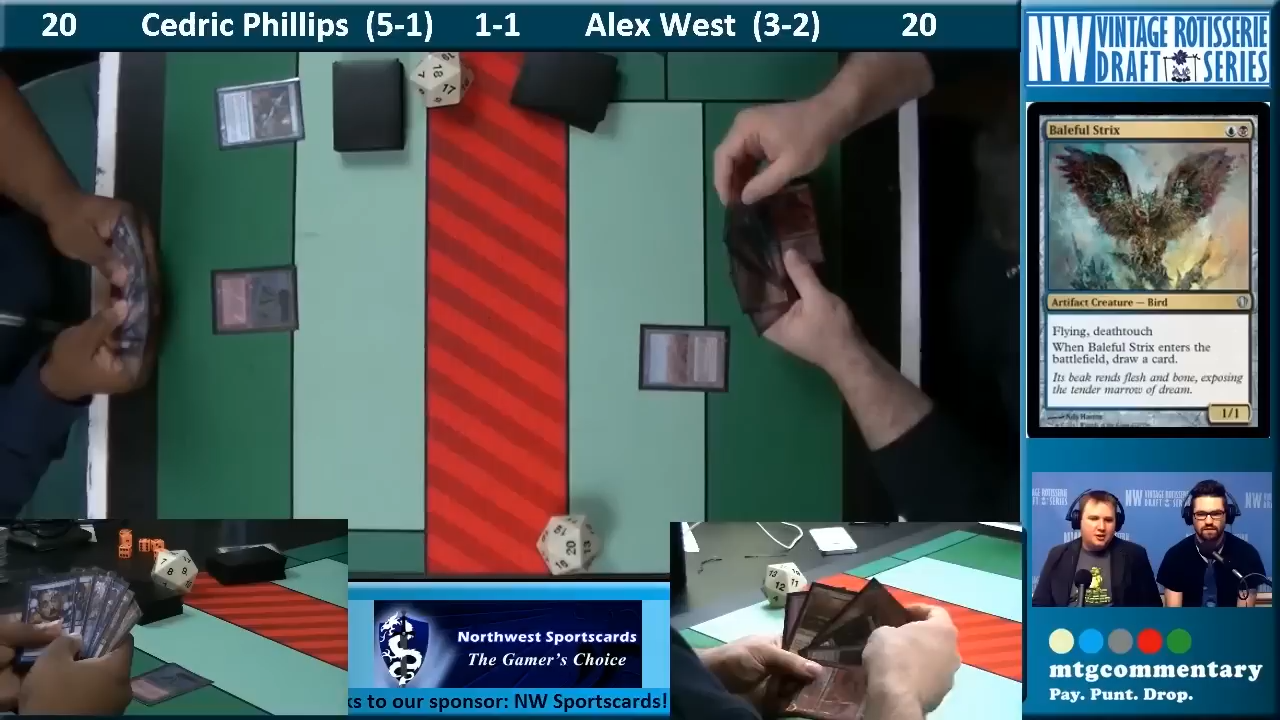 20 Cedric Phillips (5-1) 1-1 Alex West (3-2) 20
NW VINTAGE ROTISSERIE
DRAFT SERIES
Baleful Strix
Artifact Creature — Bird
Flying, deathtouch
When Baleful Strix enters the
battlefield, draw a card.
Its beak rends flesh and bone, exposing
the tender marrow of dream.
1/1
18
17
20
Northwest Sportscards
The Gamer's Choice
ks to our sponsor: NW Sportscards!
mtgcommentary
Pay. Punt. Drop.